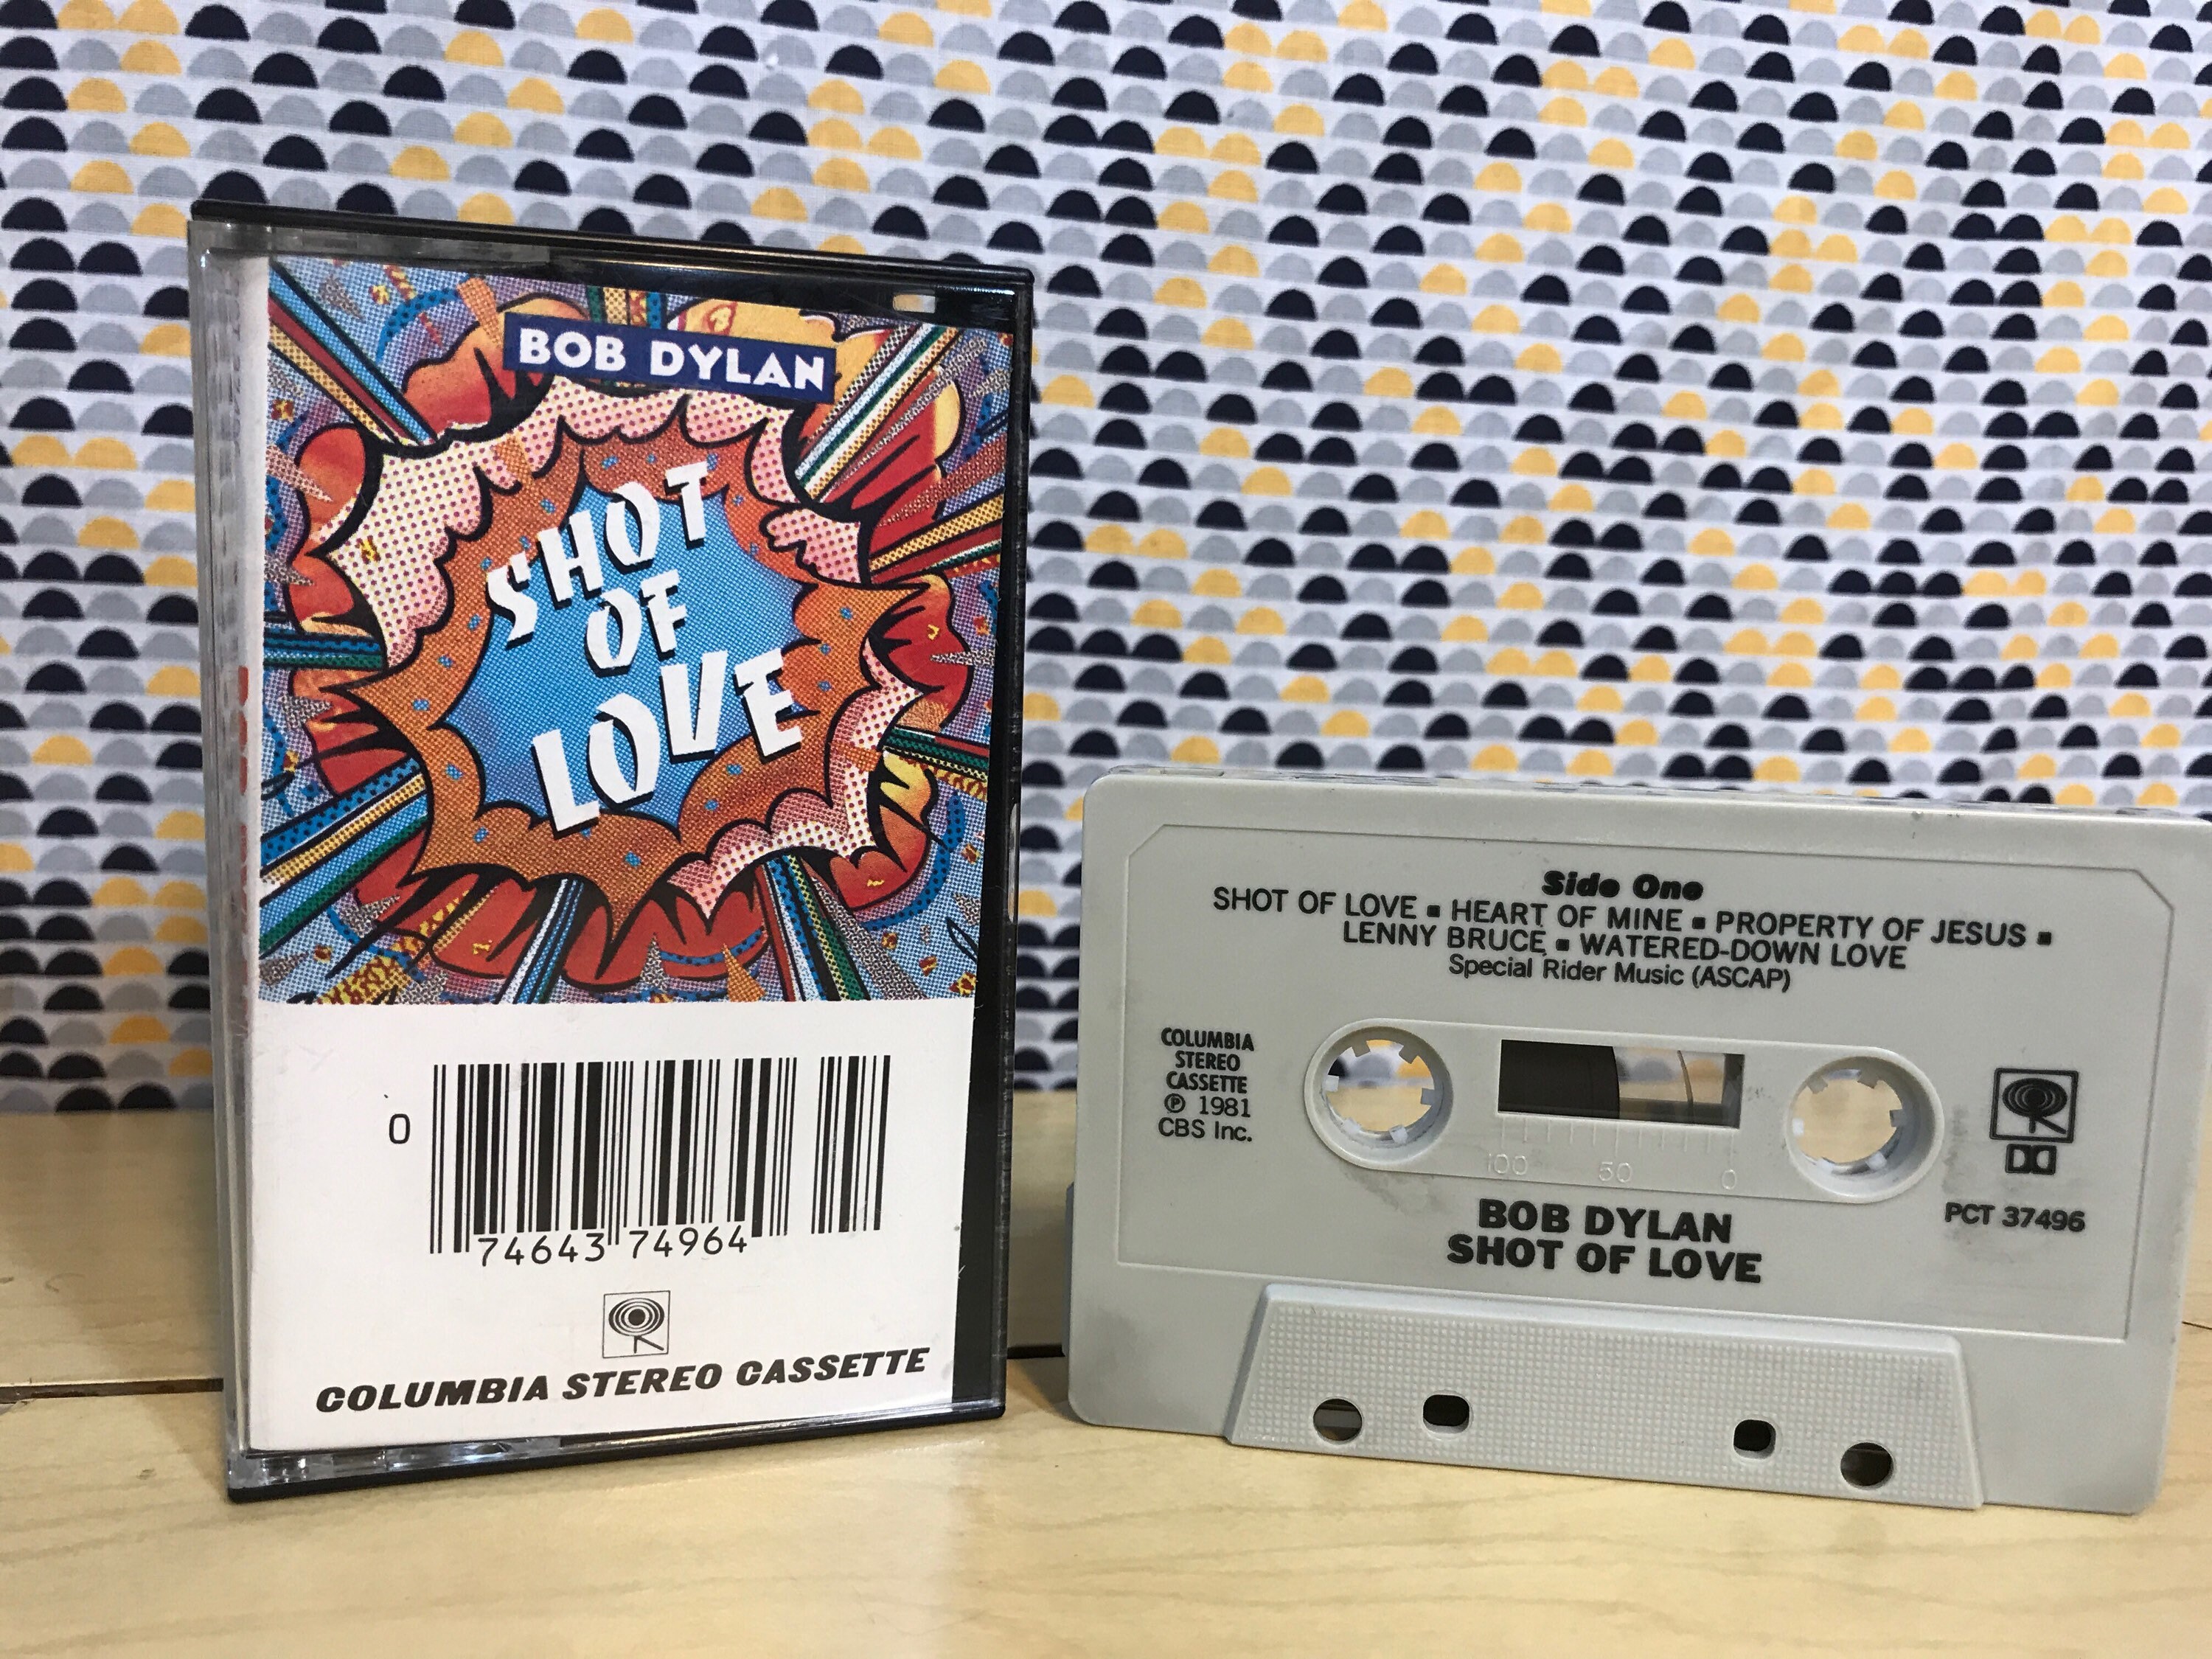 BOB DYLAN
SHOT
OF
LOVE
0
74643 74964
COLUMBIA STEREO CASSETTE
Side One
SHOT OF LOVE ▪ HEART OF MINE ▪ PROPERTY OF JESUS ▪
LENNY BRUCE ▪ WATERED-DOWN LOVE
Special Rider Music (ASCAP)
COLUMBIA
STEREO
CASSETTE
℗ 1981
CBS Inc.
100 50 0
PCT 37496
BOB DYLAN
SHOT OF LOVE